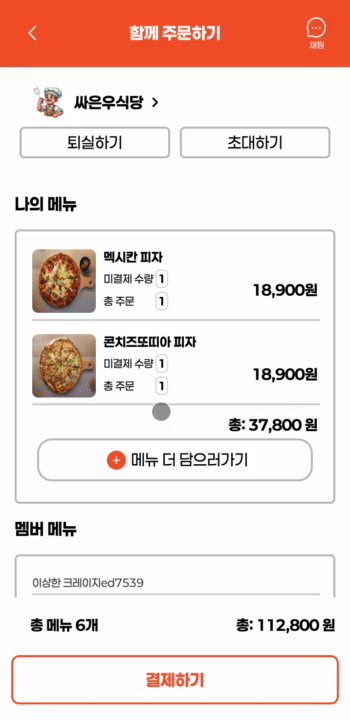 함께 주문하기
채팅
싸은우식당
퇴실하기
초대하기
나의 메뉴
멕시칸 피자
미결제 수량 1
총 주문 1
18,900원
콘치즈또띠아 피자
미결제 수량 1
총 주문 1
18,900원
총: 37,800 원
메뉴 더 담으러가기
멤버 메뉴
이상한 크레이지ed7539
총 메뉴 6개
총: 112,800 원
결제하기